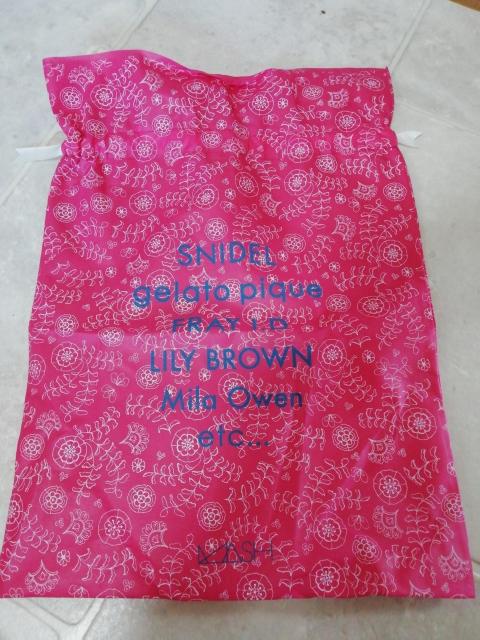 SNIDEL
gelato pique
FRAY I.D
LILY BROWN
Mila Owen
etc...